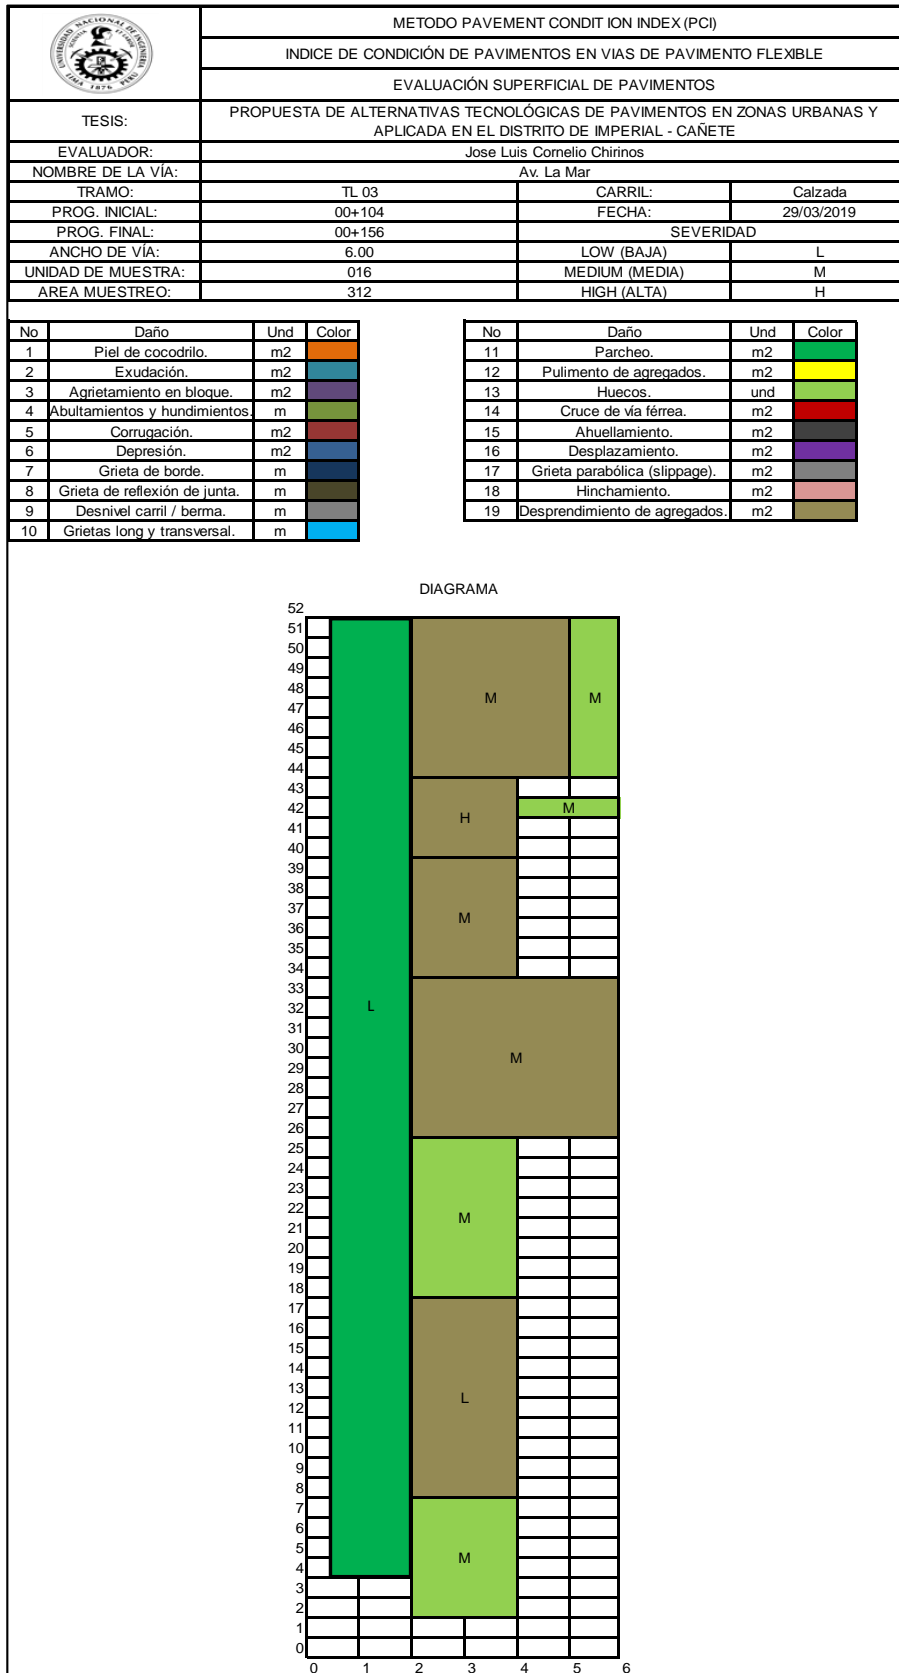 UNIVERSIDAD NACIONAL DE INGENIERIA
SCIENTIA ET LABOR
LIMA 1876 PERU
METODO PAVEMENT CONDIT ION INDEX (PCI)
INDICE DE CONDICIÓN DE PAVIMENTOS EN VIAS DE PAVIMENTO FLEXIBLE
EVALUACIÓN SUPERFICIAL DE PAVIMENTOS
TESIS: PROPUESTA DE ALTERNATIVAS TECNOLÓGICAS DE PAVIMENTOS EN ZONAS URBANAS Y
APLICADA EN EL DISTRITO DE IMPERIAL - CAÑETE
EVALUADOR: Jose Luis Cornelio Chirinos
NOMBRE DE LA VÍA: Av. La Mar
TRAMO: TL 03 CARRIL: Calzada
PROG. INICIAL: 00+104 FECHA: 29/03/2019
PROG. FINAL: 00+156 SEVERIDAD
ANCHO DE VÍA: 6.00 LOW (BAJA) L
UNIDAD DE MUESTRA: 016 MEDIUM (MEDIA) M
AREA MUESTREO: 312 HIGH (ALTA) H
No Daño Und Color
1 Piel de cocodrilo. m2
2 Exudación. m2
3 Agrietamiento en bloque. m2
4 Abultamientos y hundimientos. m
5 Corrugación. m2
6 Depresión. m2
7 Grieta de borde. m
8 Grieta de reflexión de junta. m
9 Desnivel carril / berma. m
10 Grietas long y transversal. m
No Daño Und Color
11 Parcheo. m2
12 Pulimento de agregados. m2
13 Huecos. und
14 Cruce de vía férrea. m2
15 Ahuellamiento. m2
16 Desplazamiento. m2
17 Grieta parabólica (slippage). m2
18 Hinchamiento. m2
19 Desprendimiento de agregados. m2
DIAGRAMA
52
51
50
49
48 M M
47
46
45
44
43
42 M
41 H
40
39
38
37
36 M
35
34
33
32 L
31
30
29 M
28
27
26
25
24
23
22
21 M
20
19
18
17
16
15
14
13
12 L
11
10
9
8
7
6
5
4 M
3
2
1
0
0 1 2 3 4 5 6